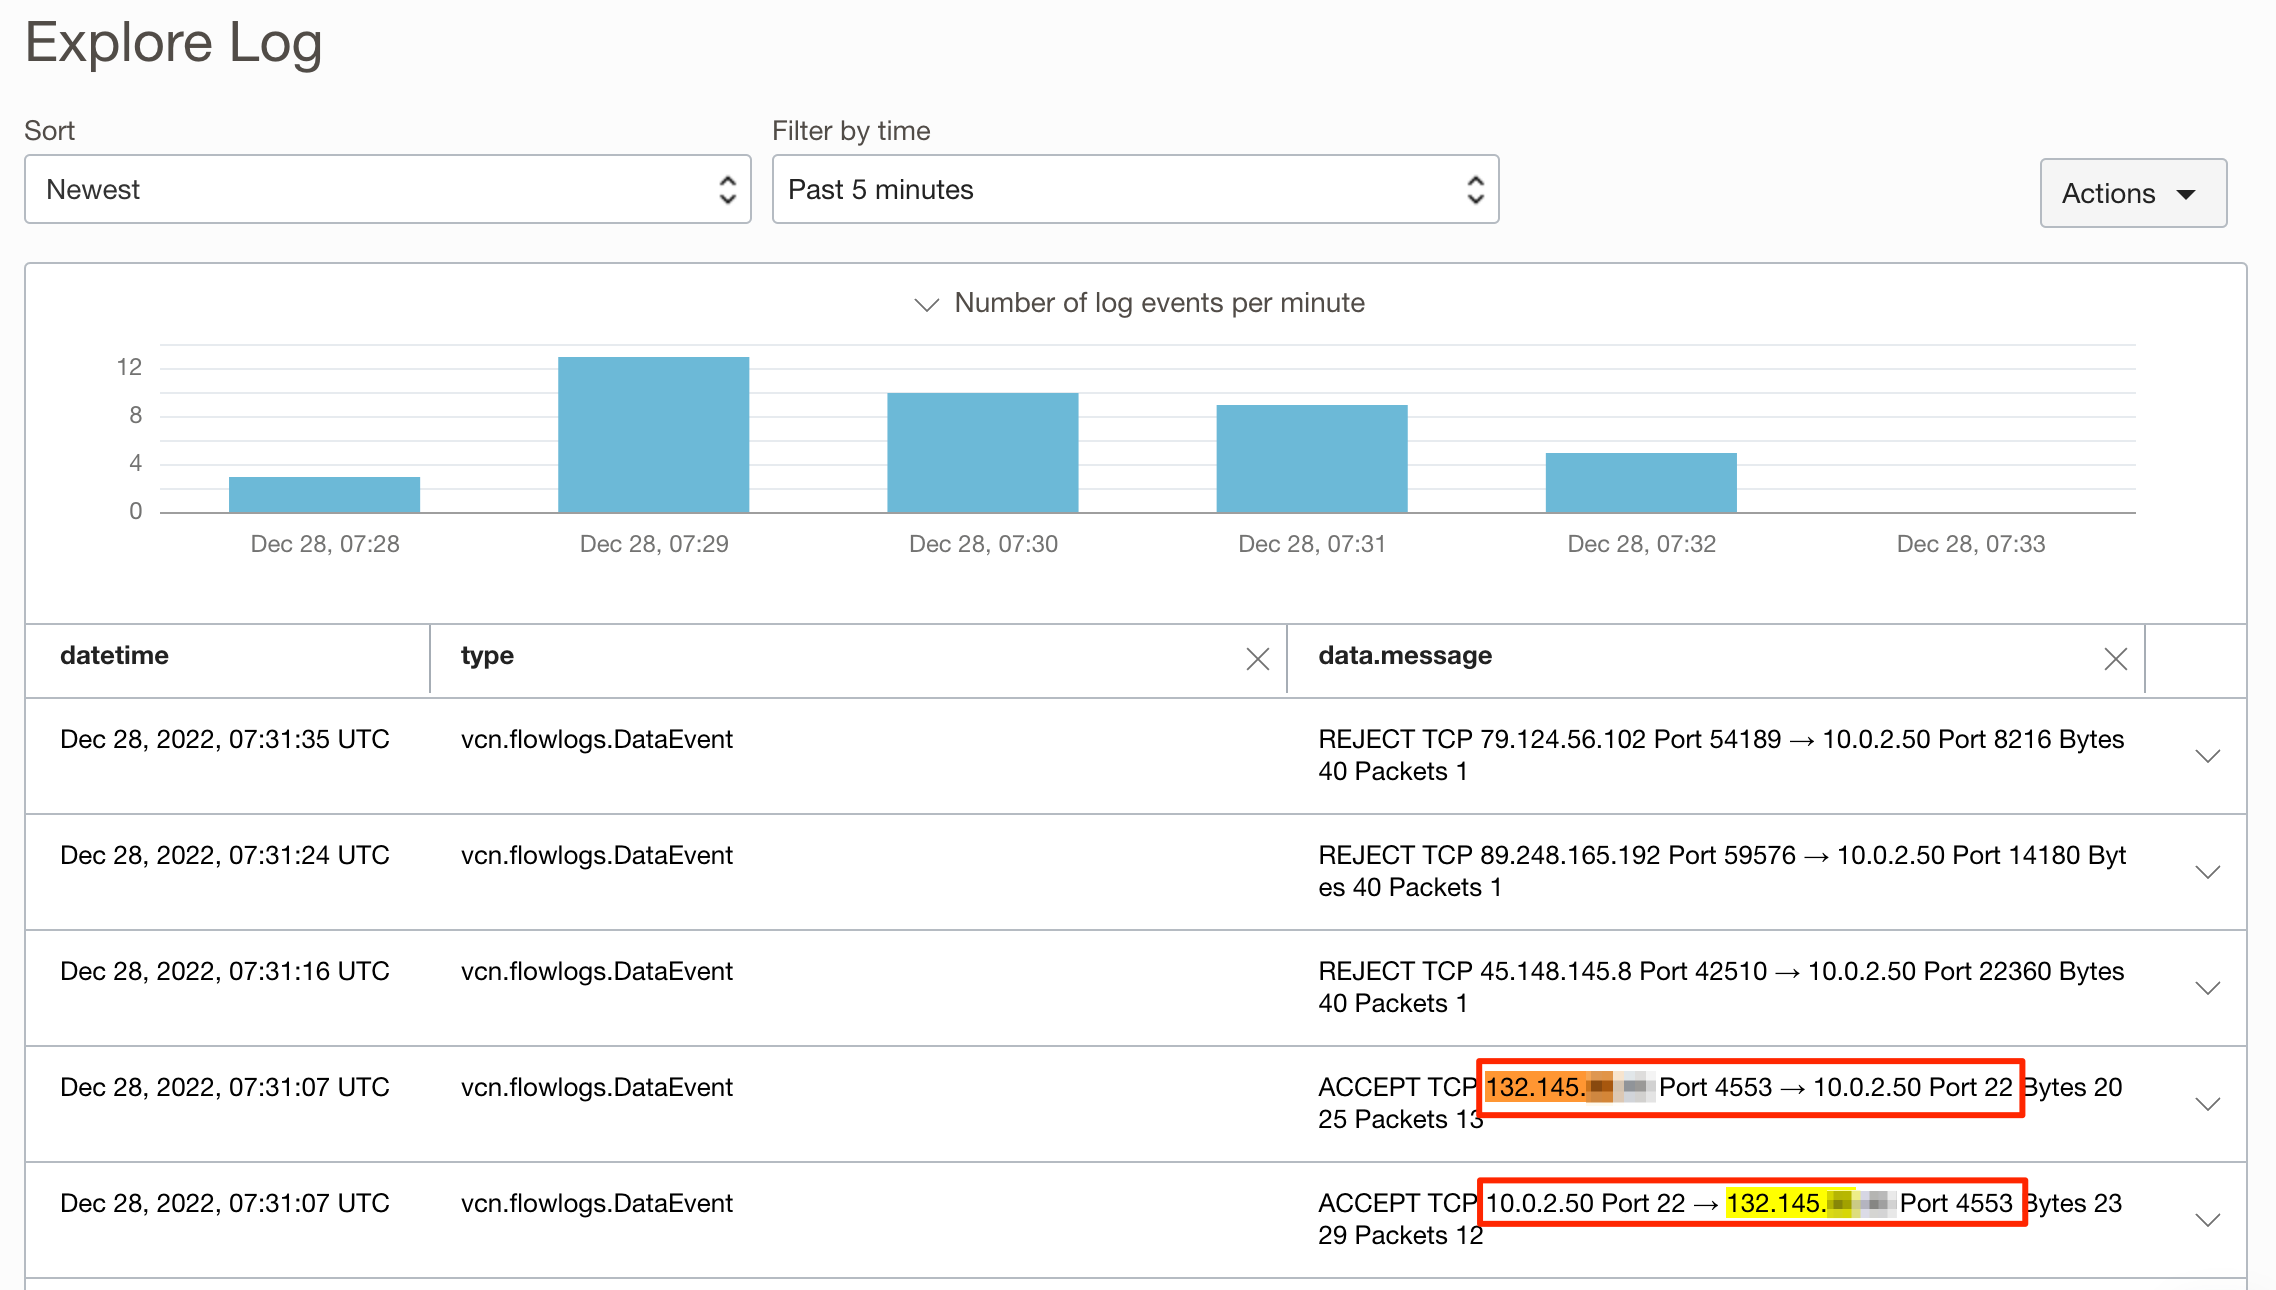 Explore Log
Sort
Filter by time
Newest
Past 5 minutes
Actions
Number of log events per minute
12
8
4
0
Dec 28, 07:28
Dec 28, 07:29
Dec 28, 07:30
Dec 28, 07:31
Dec 28, 07:32
Dec 28, 07:33
datetime
type
data.message
Dec 28, 2022, 07:31:35 UTC
vcn.flowlogs.DataEvent
REJECT TCP 79.124.56.102 Port 54189 → 10.0.2.50 Port 8216 Bytes
40 Packets 1
Dec 28, 2022, 07:31:24 UTC
vcn.flowlogs.DataEvent
REJECT TCP 89.248.165.192 Port 59576 → 10.0.2.50 Port 14180 Byt
es 40 Packets 1
Dec 28, 2022, 07:31:16 UTC
vcn.flowlogs.DataEvent
REJECT TCP 45.148.145.8 Port 42510 → 10.0.2.50 Port 22360 Bytes
40 Packets 1
Dec 28, 2022, 07:31:07 UTC
vcn.flowlogs.DataEvent
ACCEPT TCP 132.145. Port 4553 → 10.0.2.50 Port 22 Bytes 20
25 Packets 13
Dec 28, 2022, 07:31:07 UTC
vcn.flowlogs.DataEvent
ACCEPT TCP 10.0.2.50 Port 22 → 132.145. Port 4553 Bytes 23
29 Packets 12